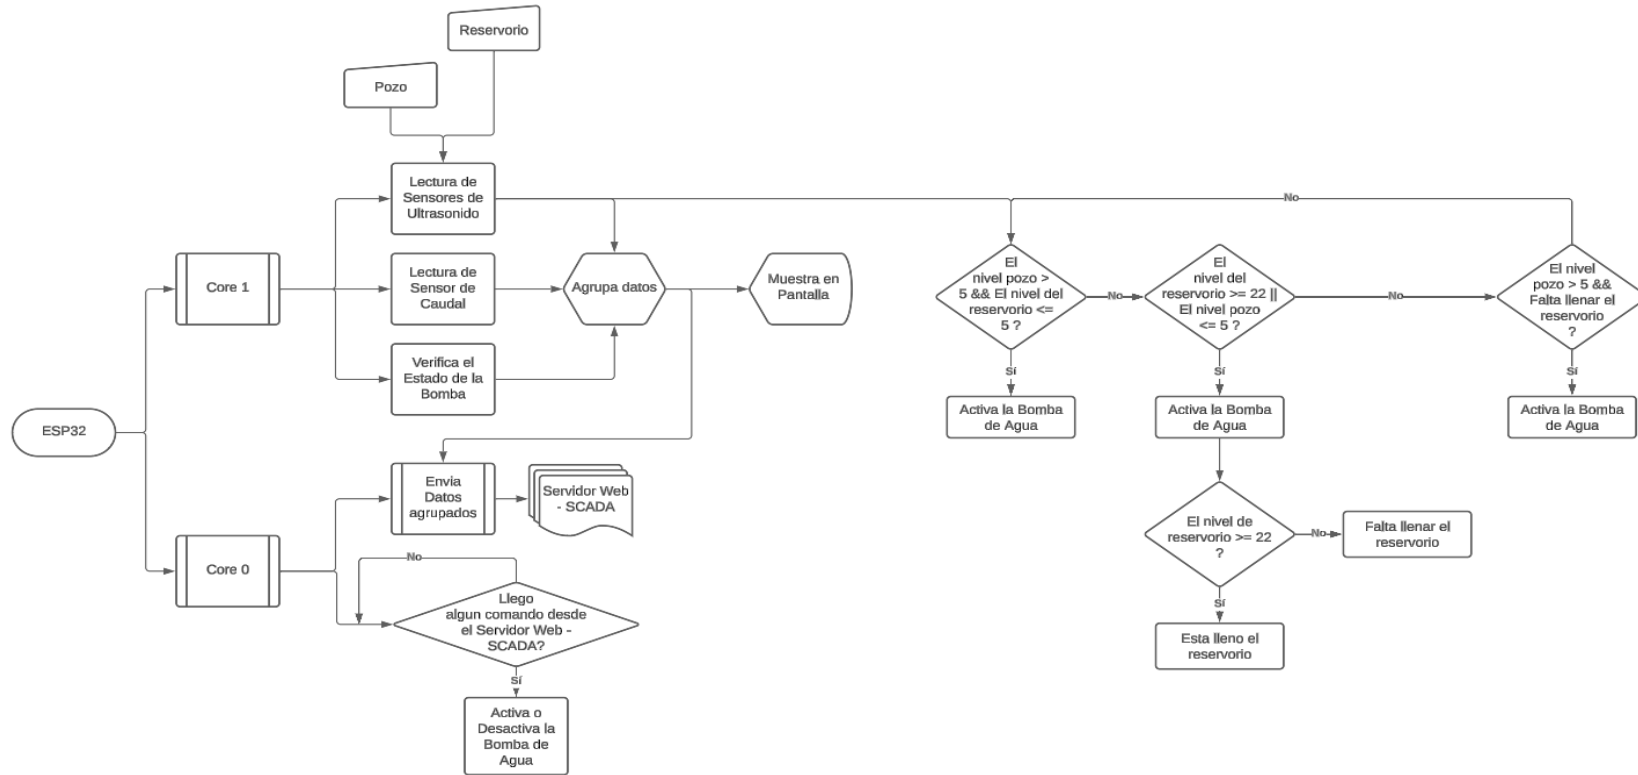 Reservorio
Pozo
Lectura de
Sensores de
Ultrasonido
No
Core 1
Lectura de
Sensor de
Caudal
Agrupa datos
Muestra en
Pantalla
El
nivel pozo >
5 && El nivel del
reservorio <=
5 ?
No
El
nivel del
reservorio >= 22 ||
El nivel pozo
<= 5 ?
No
El nivel
pozo > 5 &&
Falta llenar el
reservorio
?
Verifica el
Estado de la
Bomba
Sí
Sí
Sí
Activa la Bomba
de Agua
Activa la Bomba
de Agua
Activa la Bomba
de Agua
ESP32
Envia
Datos
agrupados
Servidor Web
- SCADA
El nivel de
reservorio >= 22
?
No
Falta llenar el
reservorio
Core 0
No
Llego
algun comando desde
el Servidor Web -
SCADA?
Sí
Esta lleno el
reservorio
Sí
Activa o
Desactiva la
Bomba de
Agua